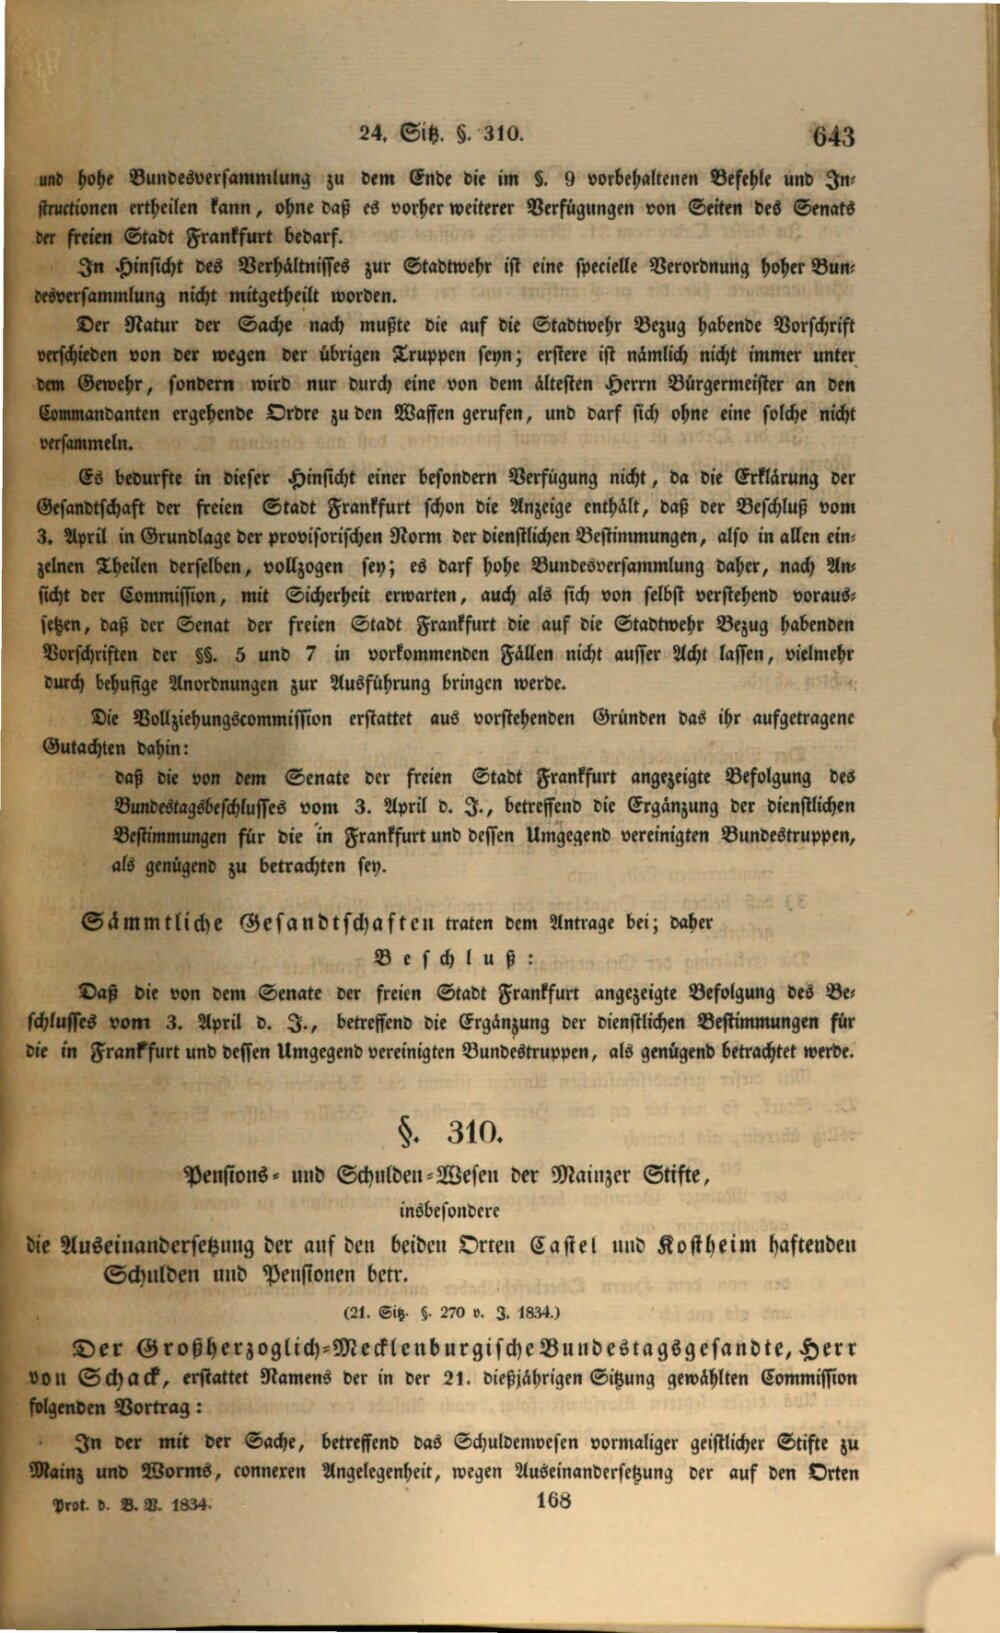 24. Sitz. §. 310. 643
und hohe Bundesversammlung zu dem Ende die im §. 9 vorbehaltenen Befehle und In-
structionen ertheilen kann, ohne daß es vorher weiterer Verfügungen von Seiten des Senats
der freien Stadt Frankfurt bedarf.
In Hinsicht des Verhältnisses zur Stadtwehr ist eine specielle Verordnung hoher Bun-
desversammlung nicht mitgetheilt worden.
Der Natur der Sache nach mußte die auf die Stadtwehr Bezug habende Vorschrift
verschieden von der wegen der übrigen Truppen seyn; erstere ist nämlich nicht immer unter
dem Gewehr, sondern wird nur durch eine von dem ältesten Herrn Bürgermeister an den
Commandanten ergehende Ordre zu den Waffen gerufen, und darf sich ohne eine solche nicht
versammeln.
Es bedurfte in dieser Hinsicht einer besondern Verfügung nicht, da die Erklärung der
Gesandtschaft der freien Stadt Frankfurt schon die Anzeige enthält, daß der Beschluß vom
3. April in Grundlage der provisorischen Norm der dienstlichen Bestimmungen, also in allen ein-
zelnen Theilen derselben, vollzogen sey; es darf hohe Bundesversammlung daher, nach An-
sicht der Commission, mit Sicherheit erwarten, auch als sich von selbst verstehend voraus-
setzen, daß der Senat der freien Stadt Frankfurt die auf die Stadtwehr Bezug habenden
Vorschriften der §§. 5 und 7 in vorkommenden Fällen nicht ausser Acht lassen, vielmehr
durch behufige Anordnungen zur Ausführung bringen werde.
Die Vollziehungscommission erstattet aus vorstehenden Gründen das ihr aufgetragene
Gutachten dahin:
daß die von dem Senate der freien Stadt Frankfurt angezeigte Befolgung des
Bundestagsbeschlusses vom 3. April d. J., betreffend die Ergänzung der dienstlichen
Bestimmungen für die in Frankfurt und dessen Umgegend vereinigten Bundestruppen,
als genügend zu betrachten sey.
Sämmtliche Gesandtschaften traten dem Antrage bei; daher
Beschluß:
Daß die von dem Senate der freien Stadt Frankfurt angezeigte Befolgung des Be-
schlusses vom 3. April d. J., betreffend die Ergänzung der dienstlichen Bestimmungen für
die in Frankfurt und dessen Umgegend vereinigten Bundestruppen, als genügend betrachtet werde.
§. 310.
Pensions- und Schulden-Wesen der Mainzer Stifte,
insbesondere
die Auseinandersetzung der auf den beiden Orten Castel und Kostheim haftenden
Schulden und Pensionen betr.
(21. Sitz. §. 270 v. J. 1834.)
Der Großherzoglich-Mecklenburgische Bundestagsgesandte, Herr
von Schack, erstattet Namens der in der 21. dießjährigen Sitzung gewählten Commission
folgenden Vortrag:
In der mit der Sache, betreffend das Schuldenwesen vormaliger geistlicher Stifte zu
Mainz und Worms, connexen Angelegenheit, wegen Auseinandersetzung der auf den Orten
Prot. d. B. V. 1834. 168